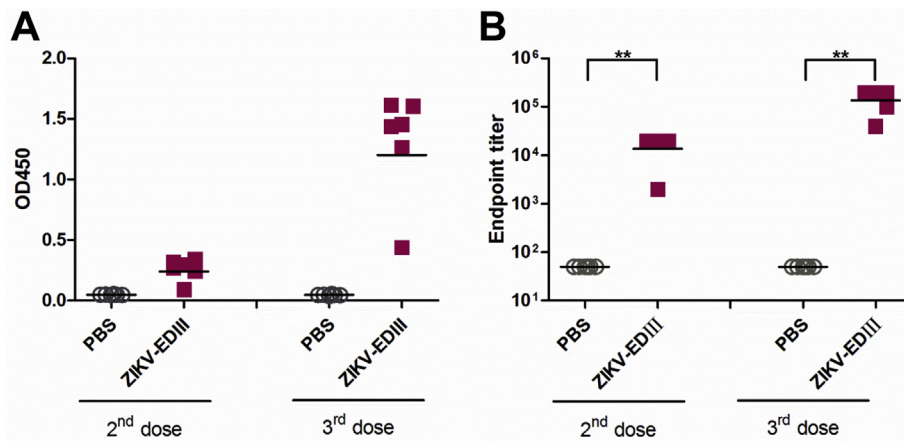 A
OD450
2.0
1.5
1.0
0.5
0.0
PBS
ZIKV-EDIII
PBS
ZIKV-EDIII
2nd dose
3rd dose
B
Endpoint titer
10⁶
10⁵
10⁴
10³
10²
10¹
**
**
PBS
ZIKV-EDIII
PBS
ZIKV-EDIII
2nd dose
3rd dose